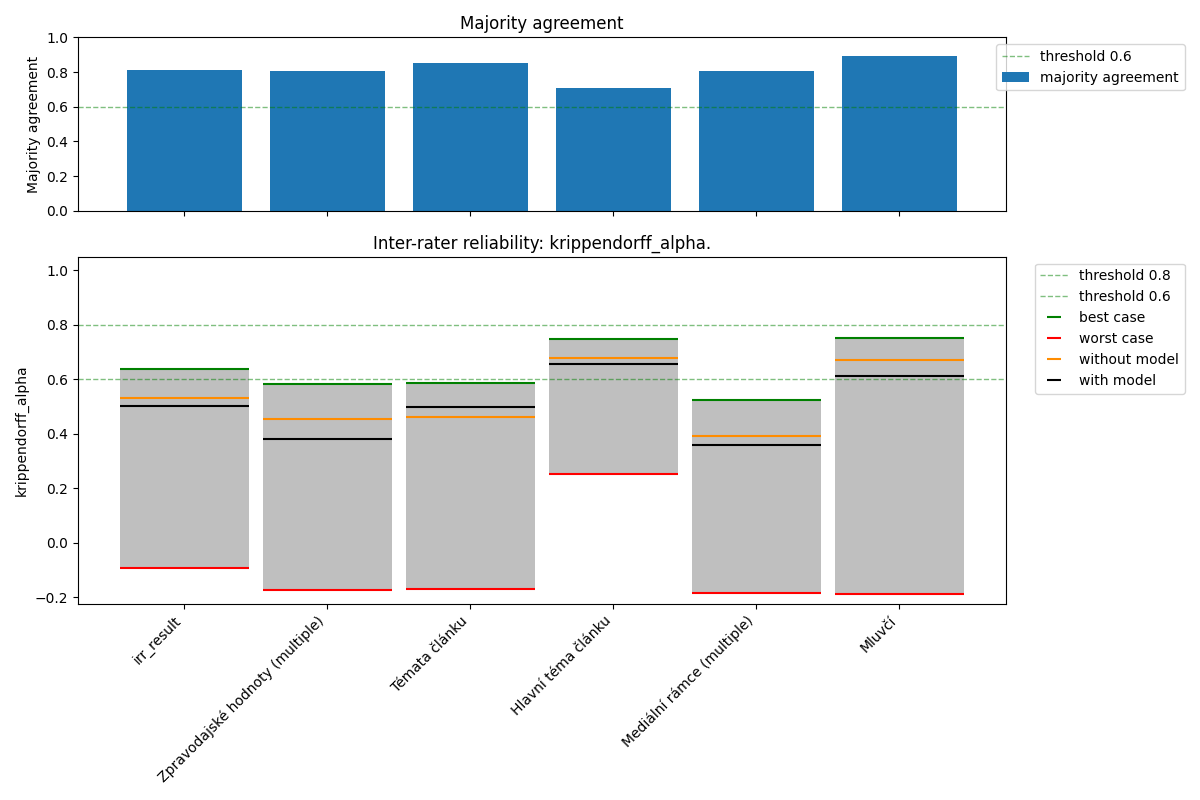 Majority agreement
Majority agreement
1.0
0.8
0.6
0.4
0.2
0.0
threshold 0.6
majority agreement
Inter-rater reliability: krippendorff_alpha.
krippendorff_alpha
1.0
0.8
0.6
0.4
0.2
0.0
−0.2
threshold 0.8
threshold 0.6
best case
worst case
without model
with model
irr_result
Zpravodajské hodnoty (multiple)
Témata článku
Hlavní téma článku
Mediální rámce (multiple)
Mluvčí